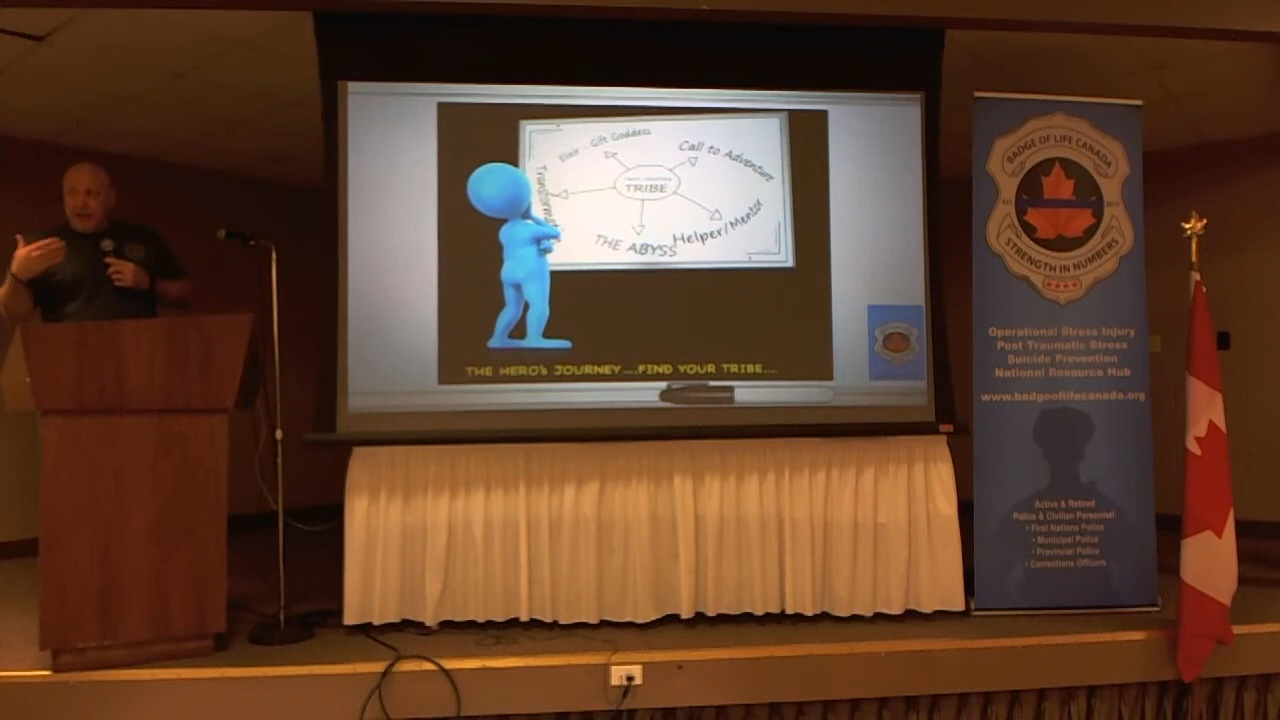 Elixir - Gift Goddess
Call to Adventure
TRIBE
THE ABYSS
Helper/Mentor
THE HERO's JOURNEY....FIND YOUR TRIBE....
BADGE OF LIFE CANADA
STRENGTH IN NUMBERS
Operational Stress Injury
Post Traumatic Stress
Suicide Prevention
National Resource Hub
www.badgeoflifecanada.org
Active & Retired
Police & Civilian Personnel:
• First Nations Police
• Municipal Police
• Provincial Police
• Corrections Officers